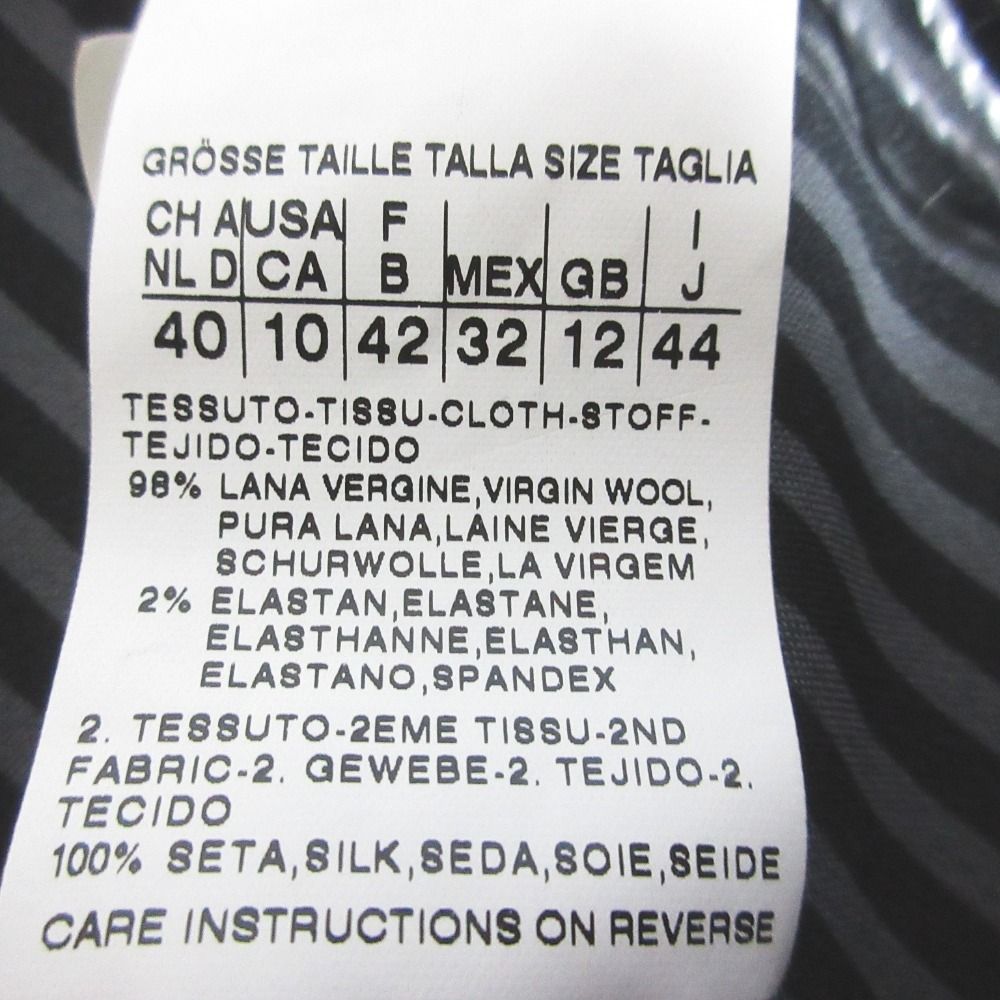 GRÖSSE TAILLE TALLA SIZE TAGLIA
CH A USA F I
NL D CA B MEX GB J
40 10 42 32 12 44
TESSUTO-TISSU-CLOTH-STOFF-
TEJIDO-TECIDO
98% LANA VERGINE,VIRGIN WOOL,
PURA LANA,LAINE VIERGE,
SCHURWOLLE,LA VIRGEM
2% ELASTAN,ELASTANE,
ELASTHANNE,ELASTHAN,
ELASTANO,SPANDEX
2. TESSUTO-2EME TISSU-2ND
FABRIC-2. GEWEBE-2. TEJIDO-2.
TECIDO
100% SETA,SILK,SEDA,SOIE,SEIDE
CARE INSTRUCTIONS ON REVERSE